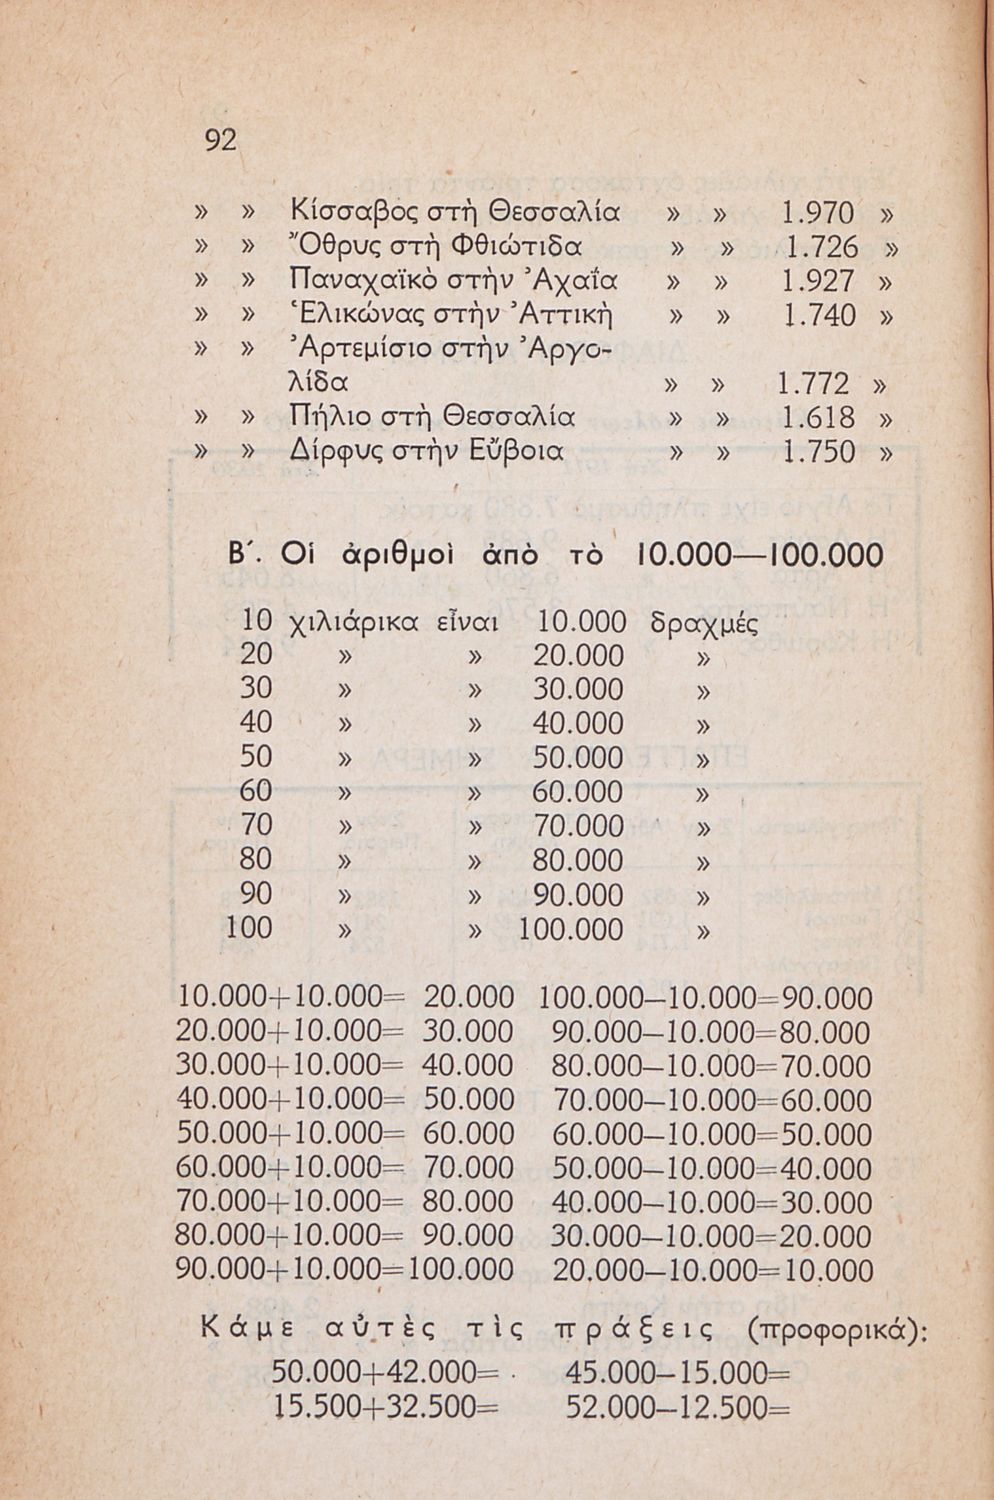 92
» » Κίσσαβος στὴ Θεσσαλία » » 1.970 »
» » Ὄθρυς στὴ Φθιώτιδα » » 1.726 »
» » Παναχαϊκὸ στὴν Ἀχαΐα » » 1.927 »
» » Ἑλικώνας στὴν Ἀττικὴ » » 1.740 »
» » Ἀρτεμίσιο στὴν Ἀργο-
λίδα » » 1.772 »
» » Πήλιο στὴ Θεσσαλία » » 1.618 »
» » Δίρφυς στὴν Εὔβοια » » 1.750 »
Β΄. Οἱ ἀριθμοὶ ἀπὸ τὸ 10.000—100.000
10 χιλιάρικα εἶναι 10.000 δραχμές
20 » » 20.000 »
30 » » 30.000 »
40 » » 40.000 »
50 » » 50.000 »
60 » » 60.000 »
70 » » 70.000 »
80 » » 80.000 »
90 » » 90.000 »
100 » » 100.000 »
10.000+10.000= 20.000 100.000—10.000=90.000
20.000+10.000= 30.000 90.000—10.000=80.000
30.000+10.000= 40.000 80.000—10.000=70.000
40.000+10.000= 50.000 70.000—10.000=60.000
50.000+10.000= 60.000 60.000—10.000=50.000
60.000+10.000= 70.000 50.000—10.000=40.000
70.000+10.000= 80.000 40.000—10.000=30.000
80.000+10.000= 90.000 30.000—10.000=20.000
90.000+10.000=100.000 20.000—10.000=10.000
Κάμε αὐτὲς τὶς πράξεις (προφορικά):
50.000+42.000= 45.000—15.000=
15.500+32.500= 52.000—12.500=